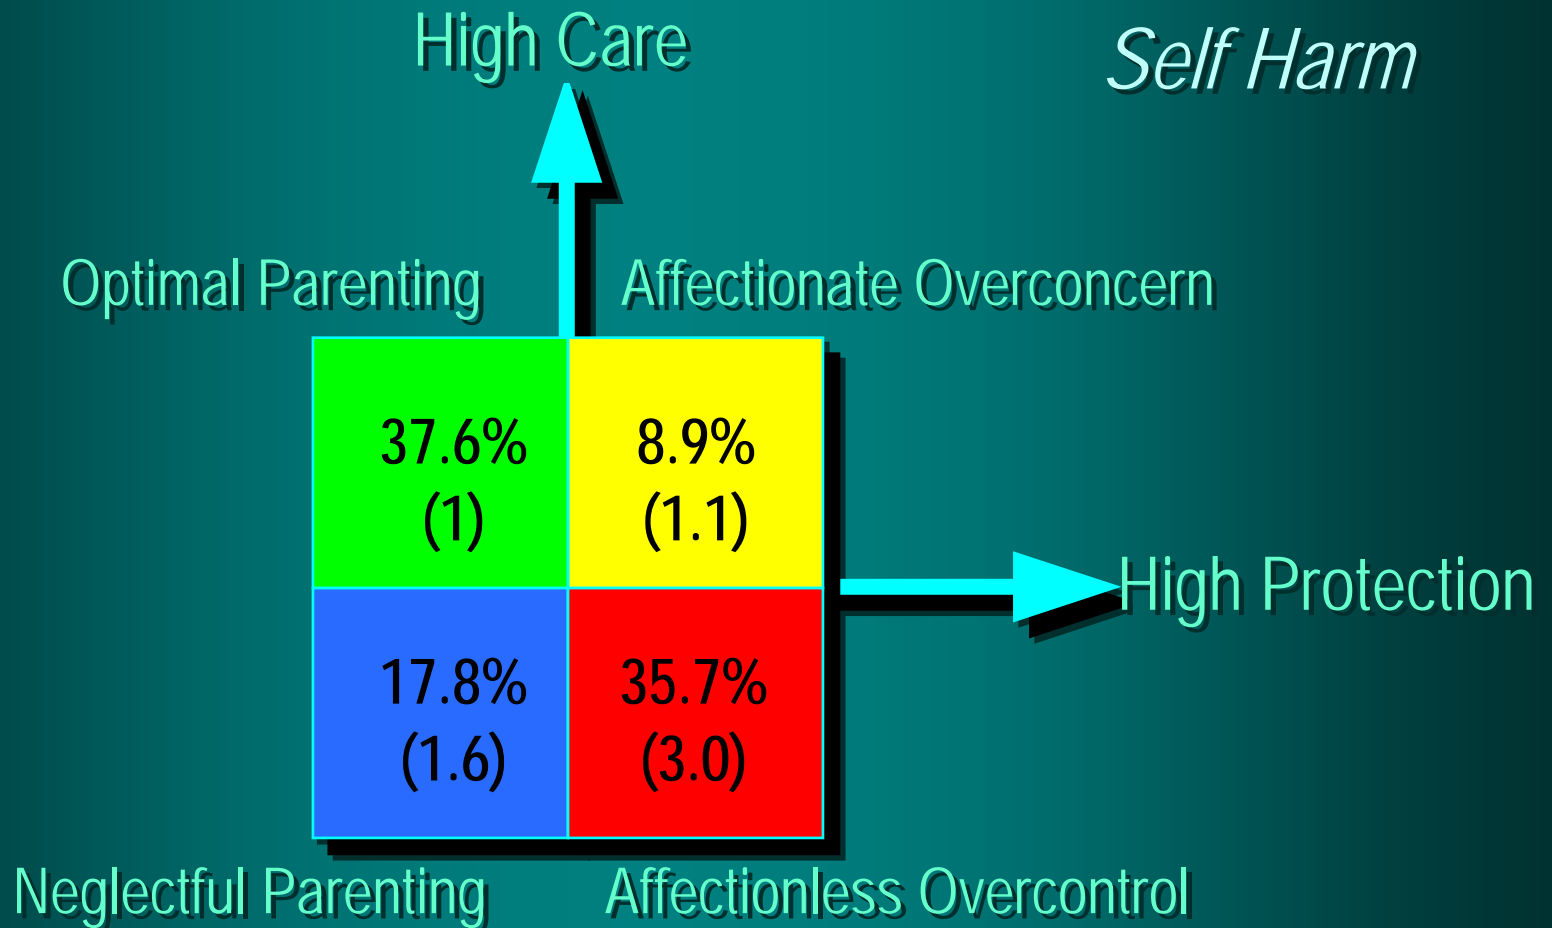 High Care
Self Harm
Optimal Parenting
Affectionate Overconcern
37.6%
(1)
8.9%
(1.1)
High Protection
17.8%
(1.6)
35.7%
(3.0)
Neglectful Parenting
Affectionless Overcontrol